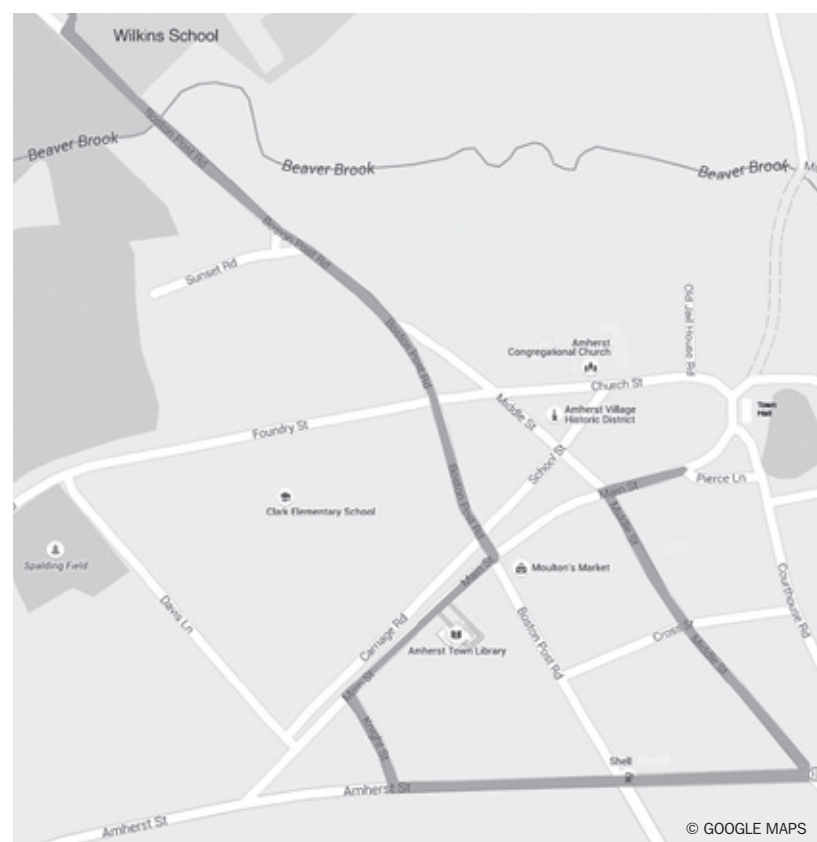 Wilkins School
Boston Post Rd
Beaver Brook
Beaver Brook
Beaver Brook
Boston Post Rd
Sunset Rd
Old Jail House Rd
Boston Post Rd
Amherst
Congregational Church
Church St
Middle St
Amherst Village
Historic District
Town
Hall
Foundry St
School St
Boston Post Rd
Main St
Pierce Ln
Clark Elementary School
Middle St
Spalding Field
Main St
Moulton's Market
Courthouse Rd
Davis Ln
Carriage Rd
Boston Post Rd
Cross St
Amherst Town Library
Middle St
Main St
Knight St
Shell
Amherst St
Amherst St
© GOOGLE MAPS